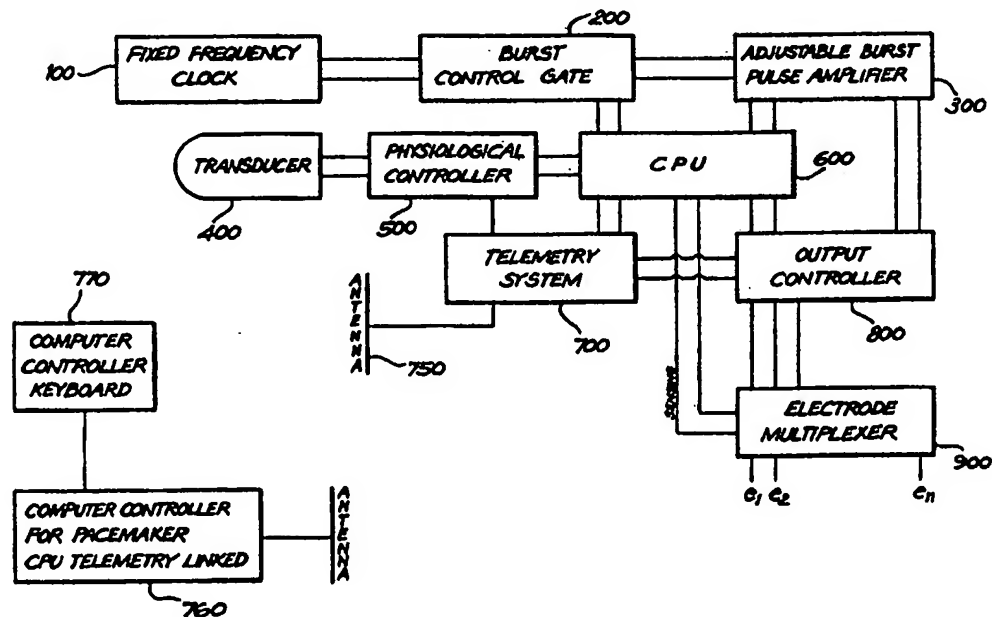 200
100
FIXED FREQUENCY
CLOCK
BURST
CONTROL GATE
ADJUSTABLE BURST
PULSE AMPLIFIER
300
TRANSDUCER
PHYSIOLOGICAL
CONTROLLER
CPU
600
400
500
TELEMETRY
SYSTEM
OUTPUT
CONTROLLER
770
ANTENNA
750
700
800
COMPUTER
CONTROLLER
KEYBOARD
SENSING
ELECTRODE
MULTIPLEXER
900
e1 e2 en
COMPUTER CONTROLLER
FOR PACEMAKER
CPU TELEMETRY LINKED
ANTENNA
760